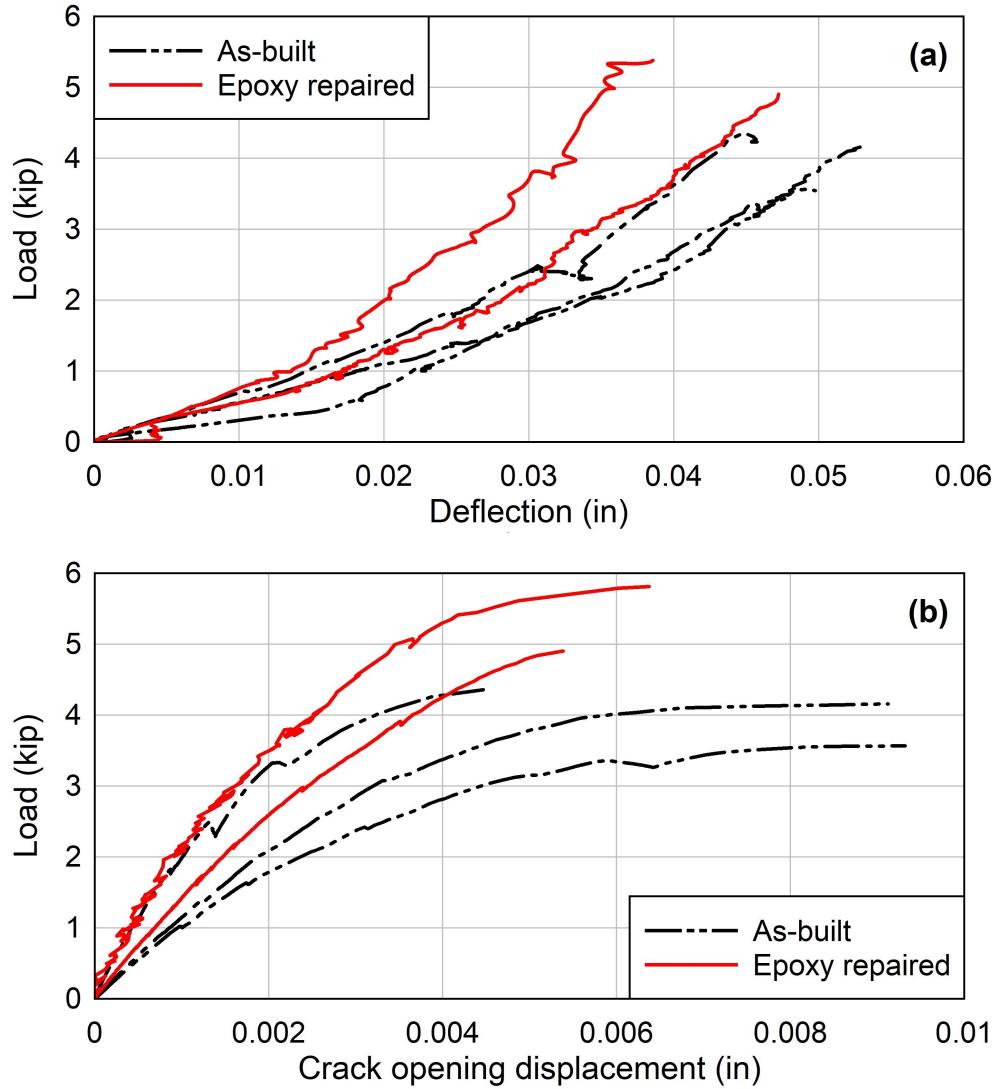 6
5
4
3
2
1
0
Load (kip)
As-built
Epoxy repaired
(a)
0 0.01 0.02 0.03 0.04 0.05 0.06
Deflection (in)
6
5
4
3
2
1
0
Load (kip)
(b)
As-built
Epoxy repaired
0 0.002 0.004 0.006 0.008 0.01
Crack opening displacement (in)